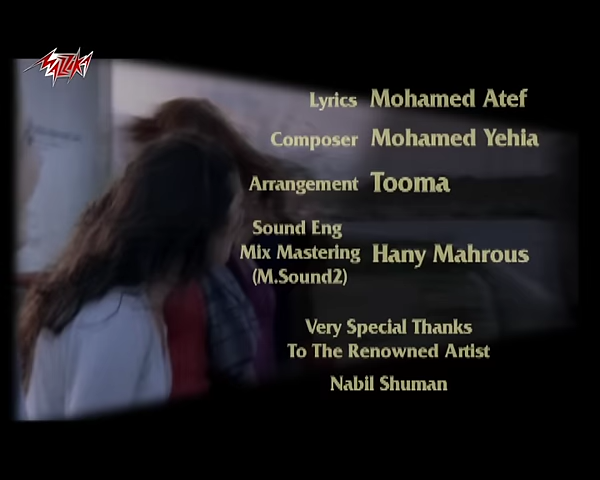 MAZZIKA
Lyrics Mohamed Atef
Composer Mohamed Yehia
Arrangement Tooma
Sound Eng
Mix Mastering Hany Mahrous
(M.Sound2)
Very Special Thanks
To The Renowned Artist
Nabil Shuman